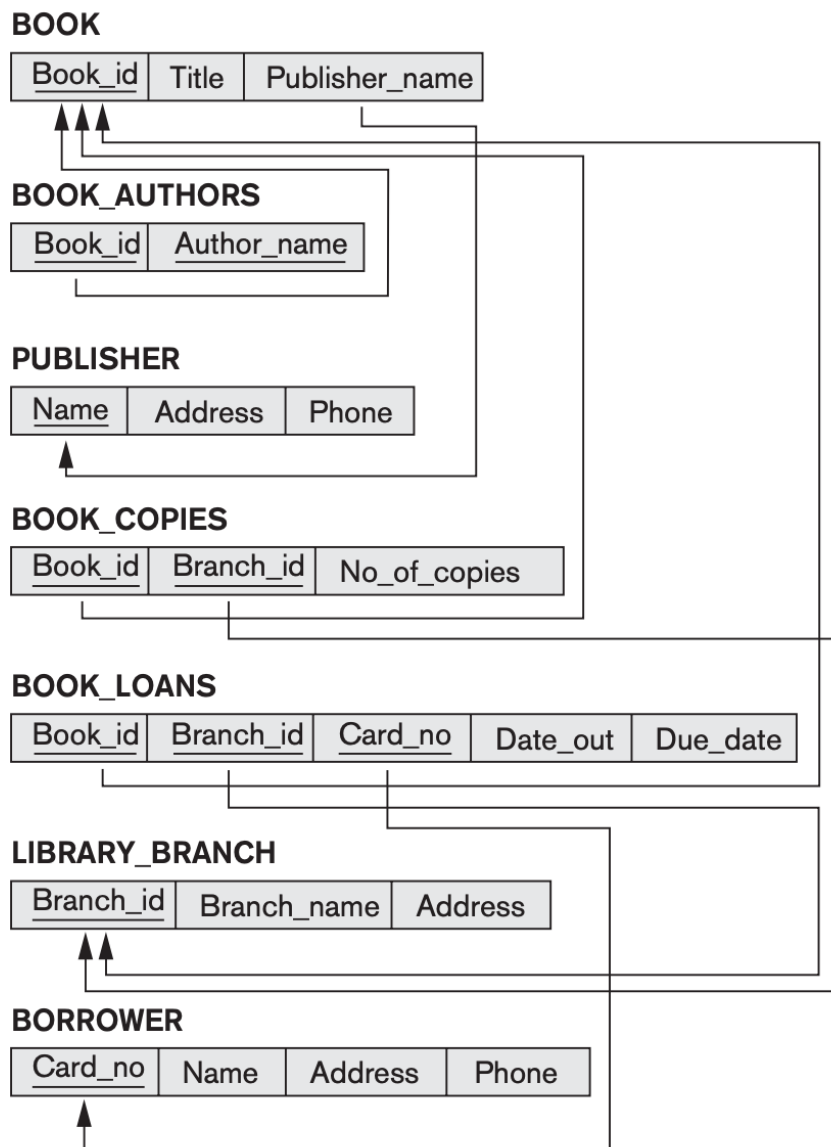 BOOK
Book_id Title Publisher_name
BOOK_AUTHORS
Book_id Author_name
PUBLISHER
Name Address Phone
BOOK_COPIES
Book_id Branch_id No_of_copies
BOOK_LOANS
Book_id Branch_id Card_no Date_out Due_date
LIBRARY_BRANCH
Branch_id Branch_name Address
BORROWER
Card_no Name Address Phone